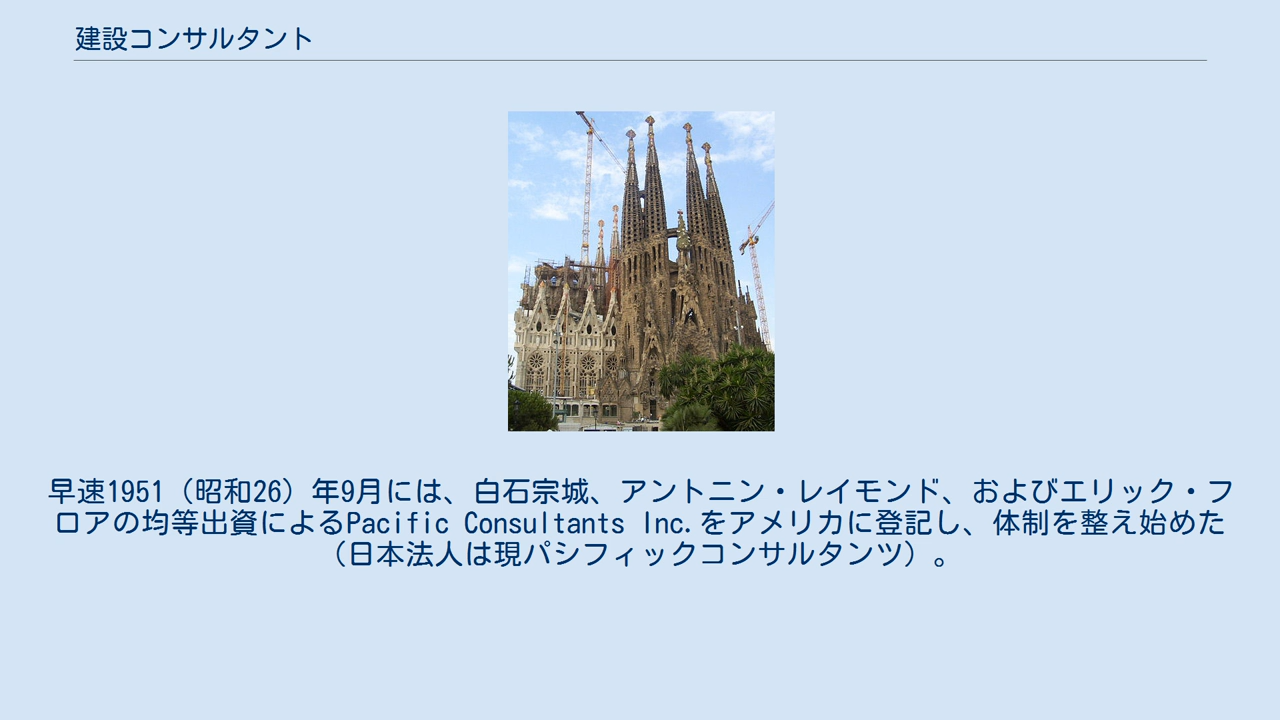 建設コンサルタント
早速1951（昭和26）年9月には、白石宗城、アントニン・レイモンド、およびエリック・フ
ロアの均等出資によるPacific Consultants Inc.をアメリカに登記し、体制を整え始めた
（日本法人は現パシフィックコンサルタンツ）。